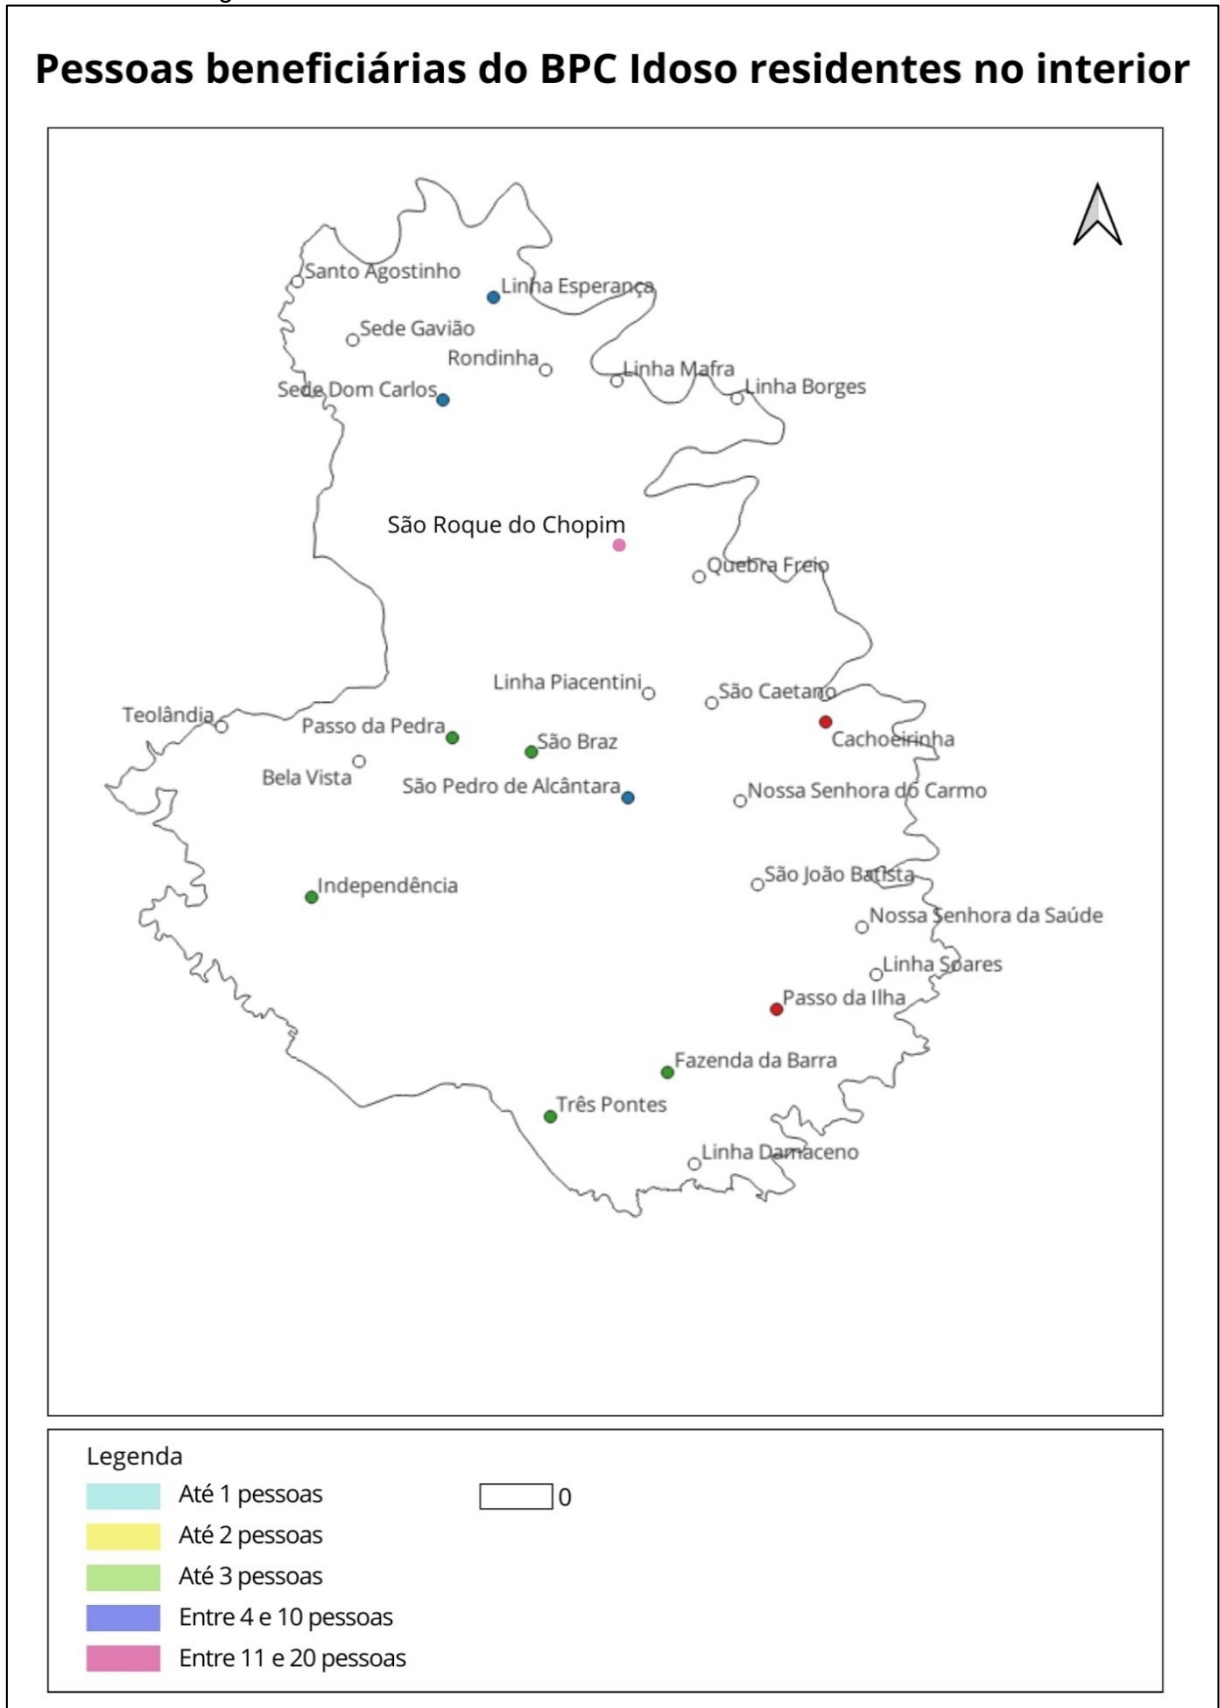 Pessoas beneficiárias do BPC Idoso residentes no interior
Santo Agostinho
Linha Esperança
Sede Gavião
Rondinha
Linha Mafra
Sede Dom Carlos
Linha Borges
São Roque do Chopim
Quebra Freio
Linha Piacentini
São Caetano
Teolândia
Passo da Pedra
São Braz
Cachoeirinha
Bela Vista
São Pedro de Alcântara
Nossa Senhora do Carmo
São João Batista
Independência
Nossa Senhora da Saúde
Linha Soares
Passo da Ilha
Fazenda da Barra
Três Pontes
Linha Damaceno
Legenda
Até 1 pessoas
0
Até 2 pessoas
Até 3 pessoas
Entre 4 e 10 pessoas
Entre 11 e 20 pessoas